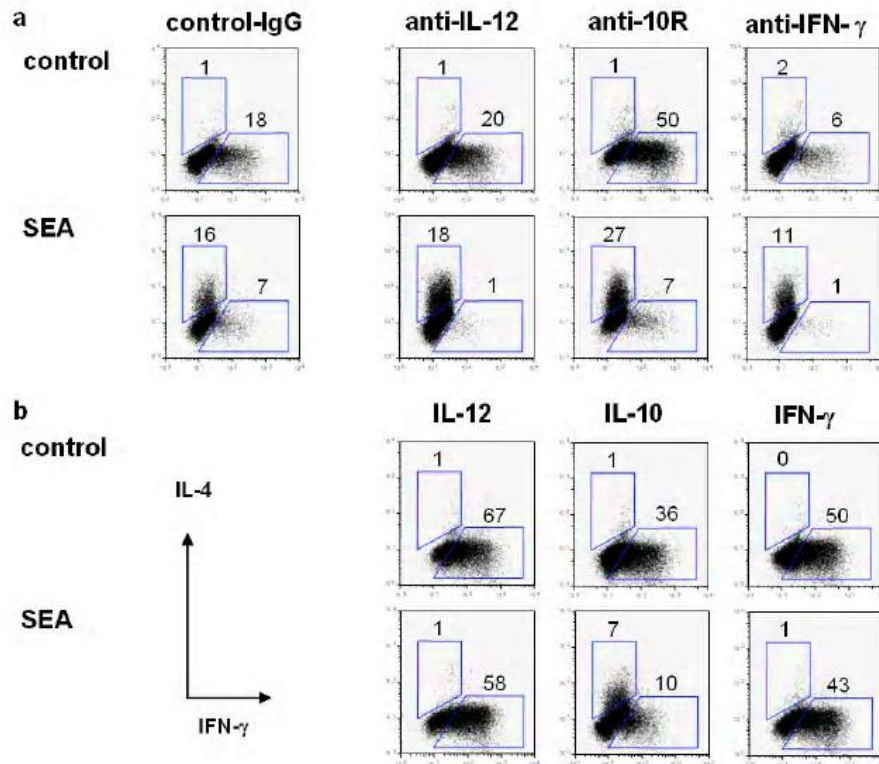 a
control-IgG anti-IL-12 anti-10R anti-IFN-γ
control
1 1 1 2
18 20 50 6
SEA
16 18 27 11
7 1 7 1
b
IL-12 IL-10 IFN-γ
control
1 1 0
IL-4
67 36 50
SEA
1 7 1
58 10 43
IFN-γ